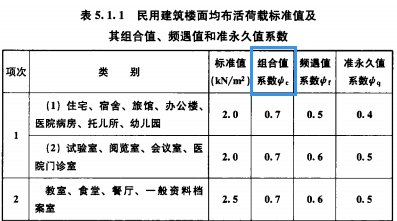 表 5.1.1 民用建筑楼面均布活荷载标准值及
其组合值、频遇值和准永久值系数
项次 类 别 标准值 (kN/m²) 组合值系数ψc 频遇值系数ψf 准永久值系数ψq
1
(1) 住宅、宿舍、旅馆、办公楼、
医院病房、托儿所、幼儿园 2.0 0.7 0.5 0.4
(2) 试验室、阅览室、会议室、医
院门诊室 2.0 0.7 0.6 0.5
2 教室、食堂、餐厅、一般资料档
案室 2.5 0.7 0.6 0.5